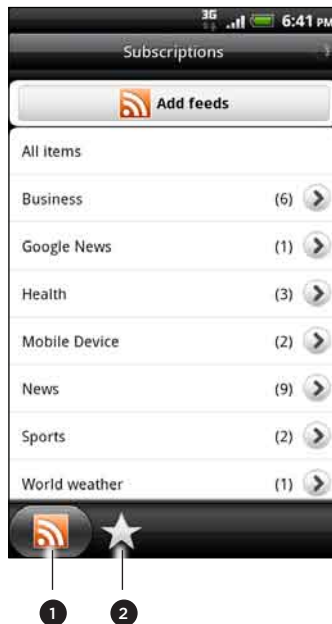 3G 6:41 PM
Subscriptions
Add feeds
All items
Business (6)
Google News (1)
Health (3)
Mobile Device (2)
News (9)
Sports (2)
World weather (1)
1 2